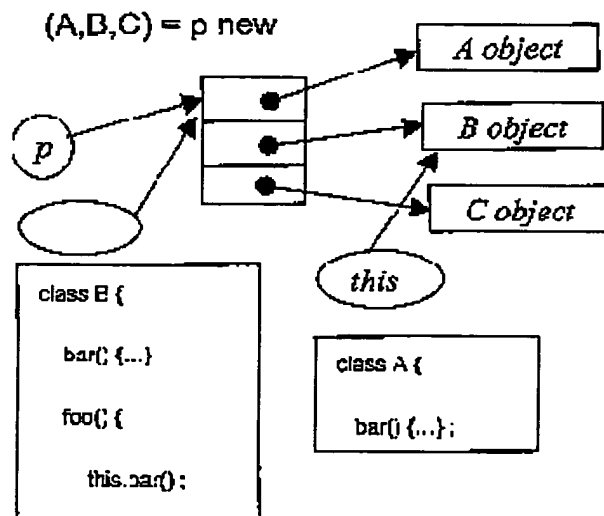 (A,B,C) = p new
A object
p
B object
C object
this
class B {
bar() {...}
foo() {
this.bar();
class A {
bar() {...};